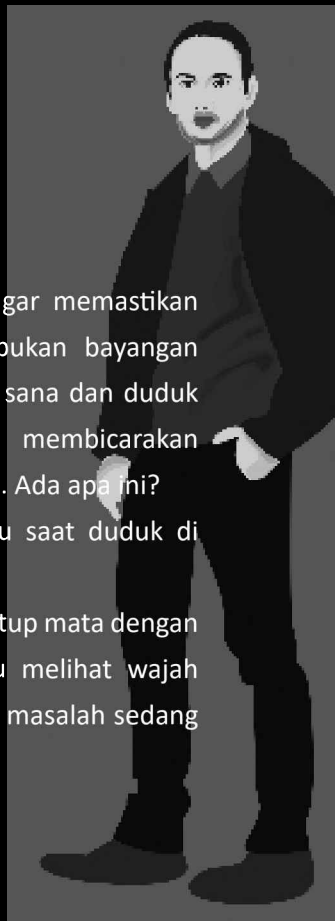 gar memastikan
bukan bayangan
sana dan duduk
membicarakan
. Ada apa ini?
u saat duduk di
tup mata dengan
u melihat wajah
masalah sedang